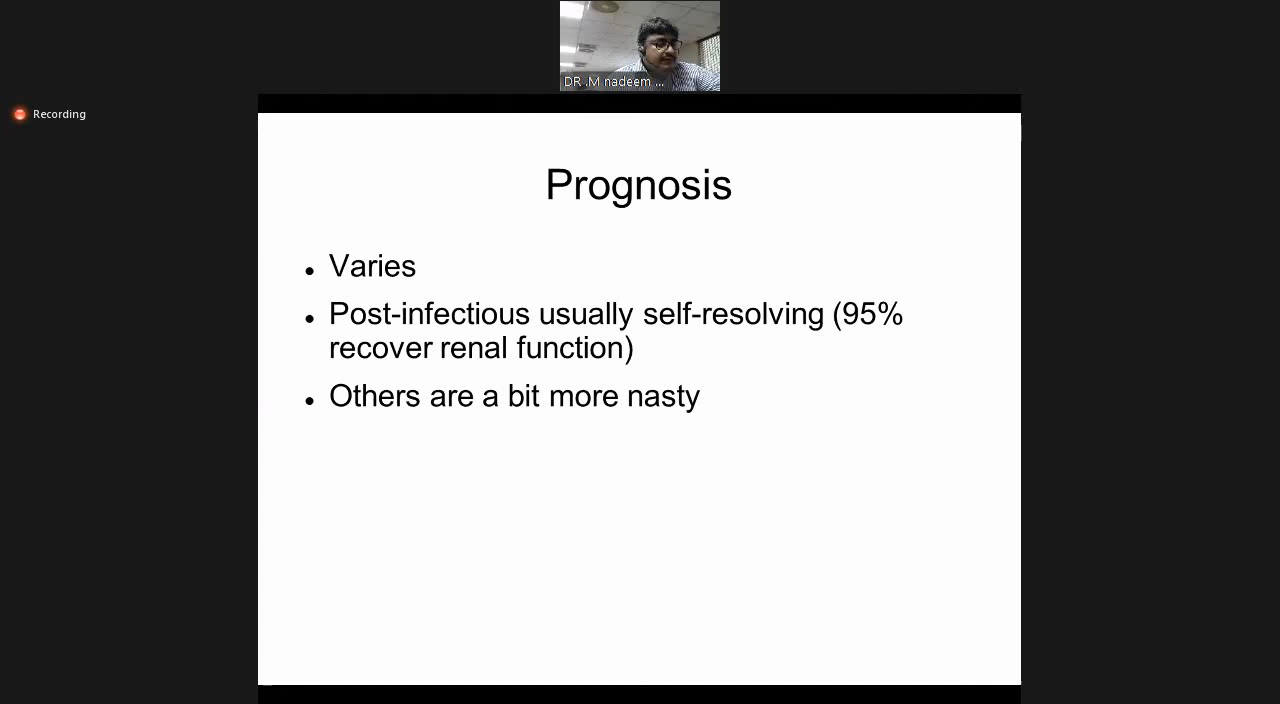 DR .M nadeem ...
Recording
Prognosis
• Varies
• Post-infectious usually self-resolving (95%
recover renal function)
• Others are a bit more nasty